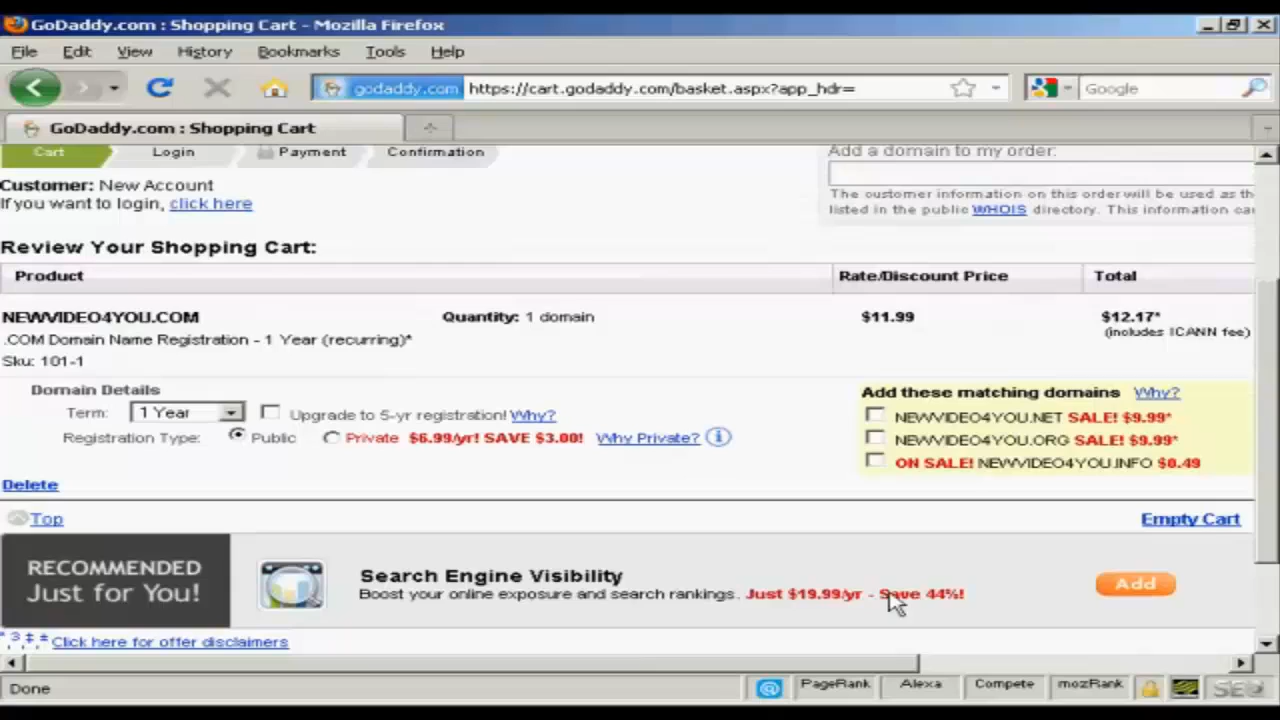 GoDaddy.com : Shopping Cart - Mozilla Firefox
File Edit View History Bookmarks Tools Help
godaddy.com https://cart.godaddy.com/basket.aspx?app_hdr= Google
GoDaddy.com : Shopping Cart
Cart Login Payment Confirmation
Add a domain to my order:
Customer: New Account
If you want to login, click here
The customer information on this order will be used as th
listed in the public WHOIS directory. This information ca
Review Your Shopping Cart:
Product Rate/Discount Price Total
NEWVIDEO4YOU.COM Quantity: 1 domain $11.99 $12.17*
(includes ICANN fee)
.COM Domain Name Registration - 1 Year (recurring)*
Sku: 101-1
Domain Details
Term: 1 Year Upgrade to 5-yr registration! Why?
Registration Type: Public Private $6.99/yr! SAVE $3.00! Why Private?
Add these matching domains Why?
NEWVIDEO4YOU.NET SALE! $9.99*
NEWVIDEO4YOU.ORG SALE! $9.99*
ON SALE! NEWVIDEO4YOU.INFO
Delete
Top Empty Cart
RECOMMENDED
Just for You!
Search Engine Visibility
Boost your online exposure and search rankings. Just $19.99/yr - Save 44%!
Add
Click here for offer disclaimers
Done PageRank Alexa Compete mozRank SEO